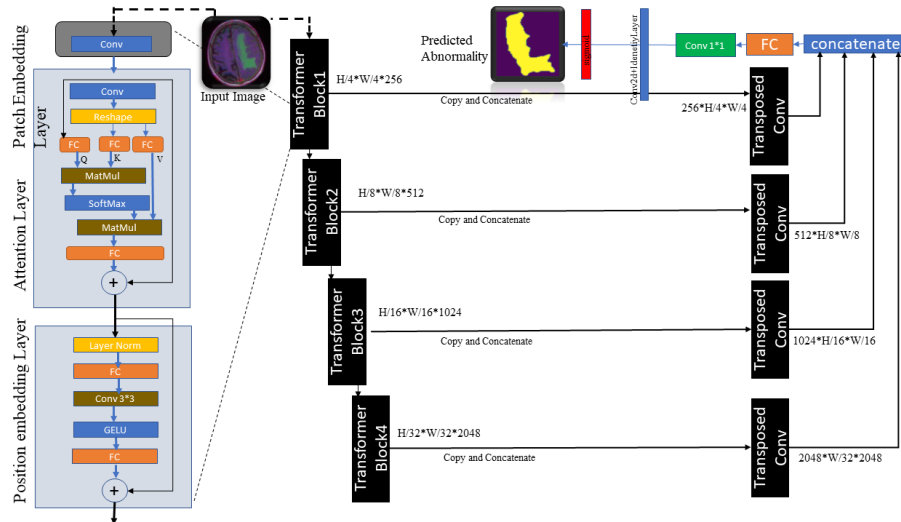 Patch Embedding
Layer
Conv
Conv
Reshape
FC
FC
FC
Q
K
V
Attention Layer
MatMul
SoftMax
MatMul
FC
+
Position embedding Layer
Layer Norm
FC
Conv 3*3
GELU
FC
+
Input Image
Transformer
Block1
H/4*W/4*256
Copy and Concatenate
Transformer
Block2
H/8*W/8*512
Copy and Concatenate
Transformer
Block3
H/16*W/16*1024
Copy and Concatenate
Transformer
Block4
H/32*W/32*2048
Copy and Concatenate
Predicted
Abnormality
Sigmoid
Conv2d+IdenetiyLayer
Conv 1*1
FC
concatenate
256*H/4*W/4
Transposed
Conv
512*H/8*W/8
Transposed
Conv
1024*H/16*W/16
Transposed
Conv
2048*W/32*2048
Transposed
Conv